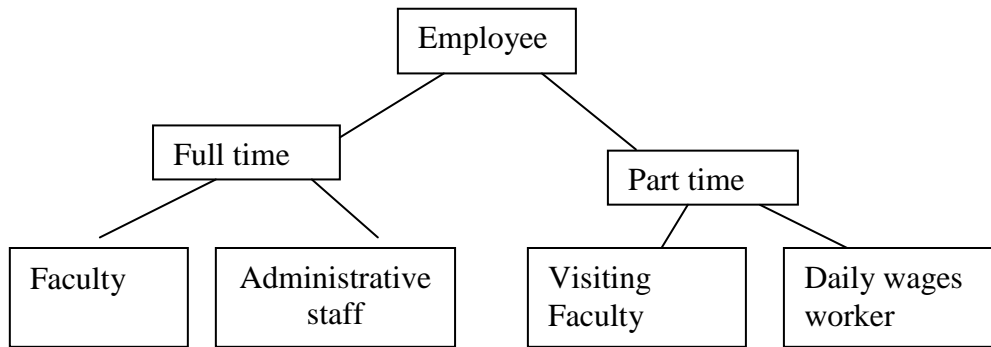 Employee
Full time
Part time
Faculty
Administrative
staff
Visiting
Faculty
Daily wages
worker